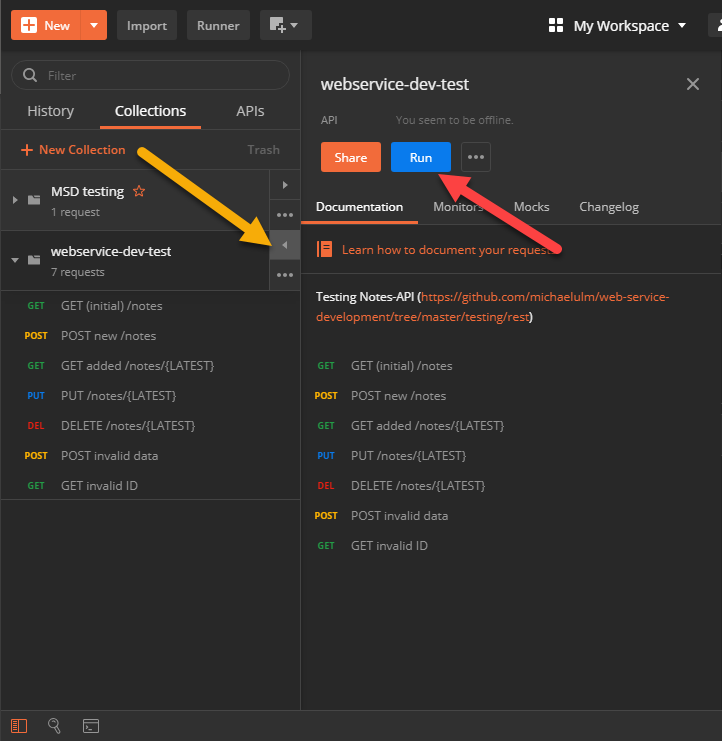 New
Import
Runner
My Workspace
Filter
History
Collections
APIs
New Collection
Trash
MSD testing
1 request
webservice-dev-test
7 requests
GET GET (initial) /notes
POST POST new /notes
GET GET added /notes/{LATEST}
PUT PUT /notes/{LATEST}
DEL DELETE /notes/{LATEST}
POST POST invalid data
GET GET invalid ID
webservice-dev-test
API You seem to be offline.
Share
Run
Documentation
Monitors
Mocks
Changelog
Learn how to document your requests
Testing Notes-API (https://github.com/michaelulm/web-service-
development/tree/master/testing/rest)
GET GET (initial) /notes
POST POST new /notes
GET GET added /notes/{LATEST}
PUT PUT /notes/{LATEST}
DEL DELETE /notes/{LATEST}
POST POST invalid data
GET GET invalid ID